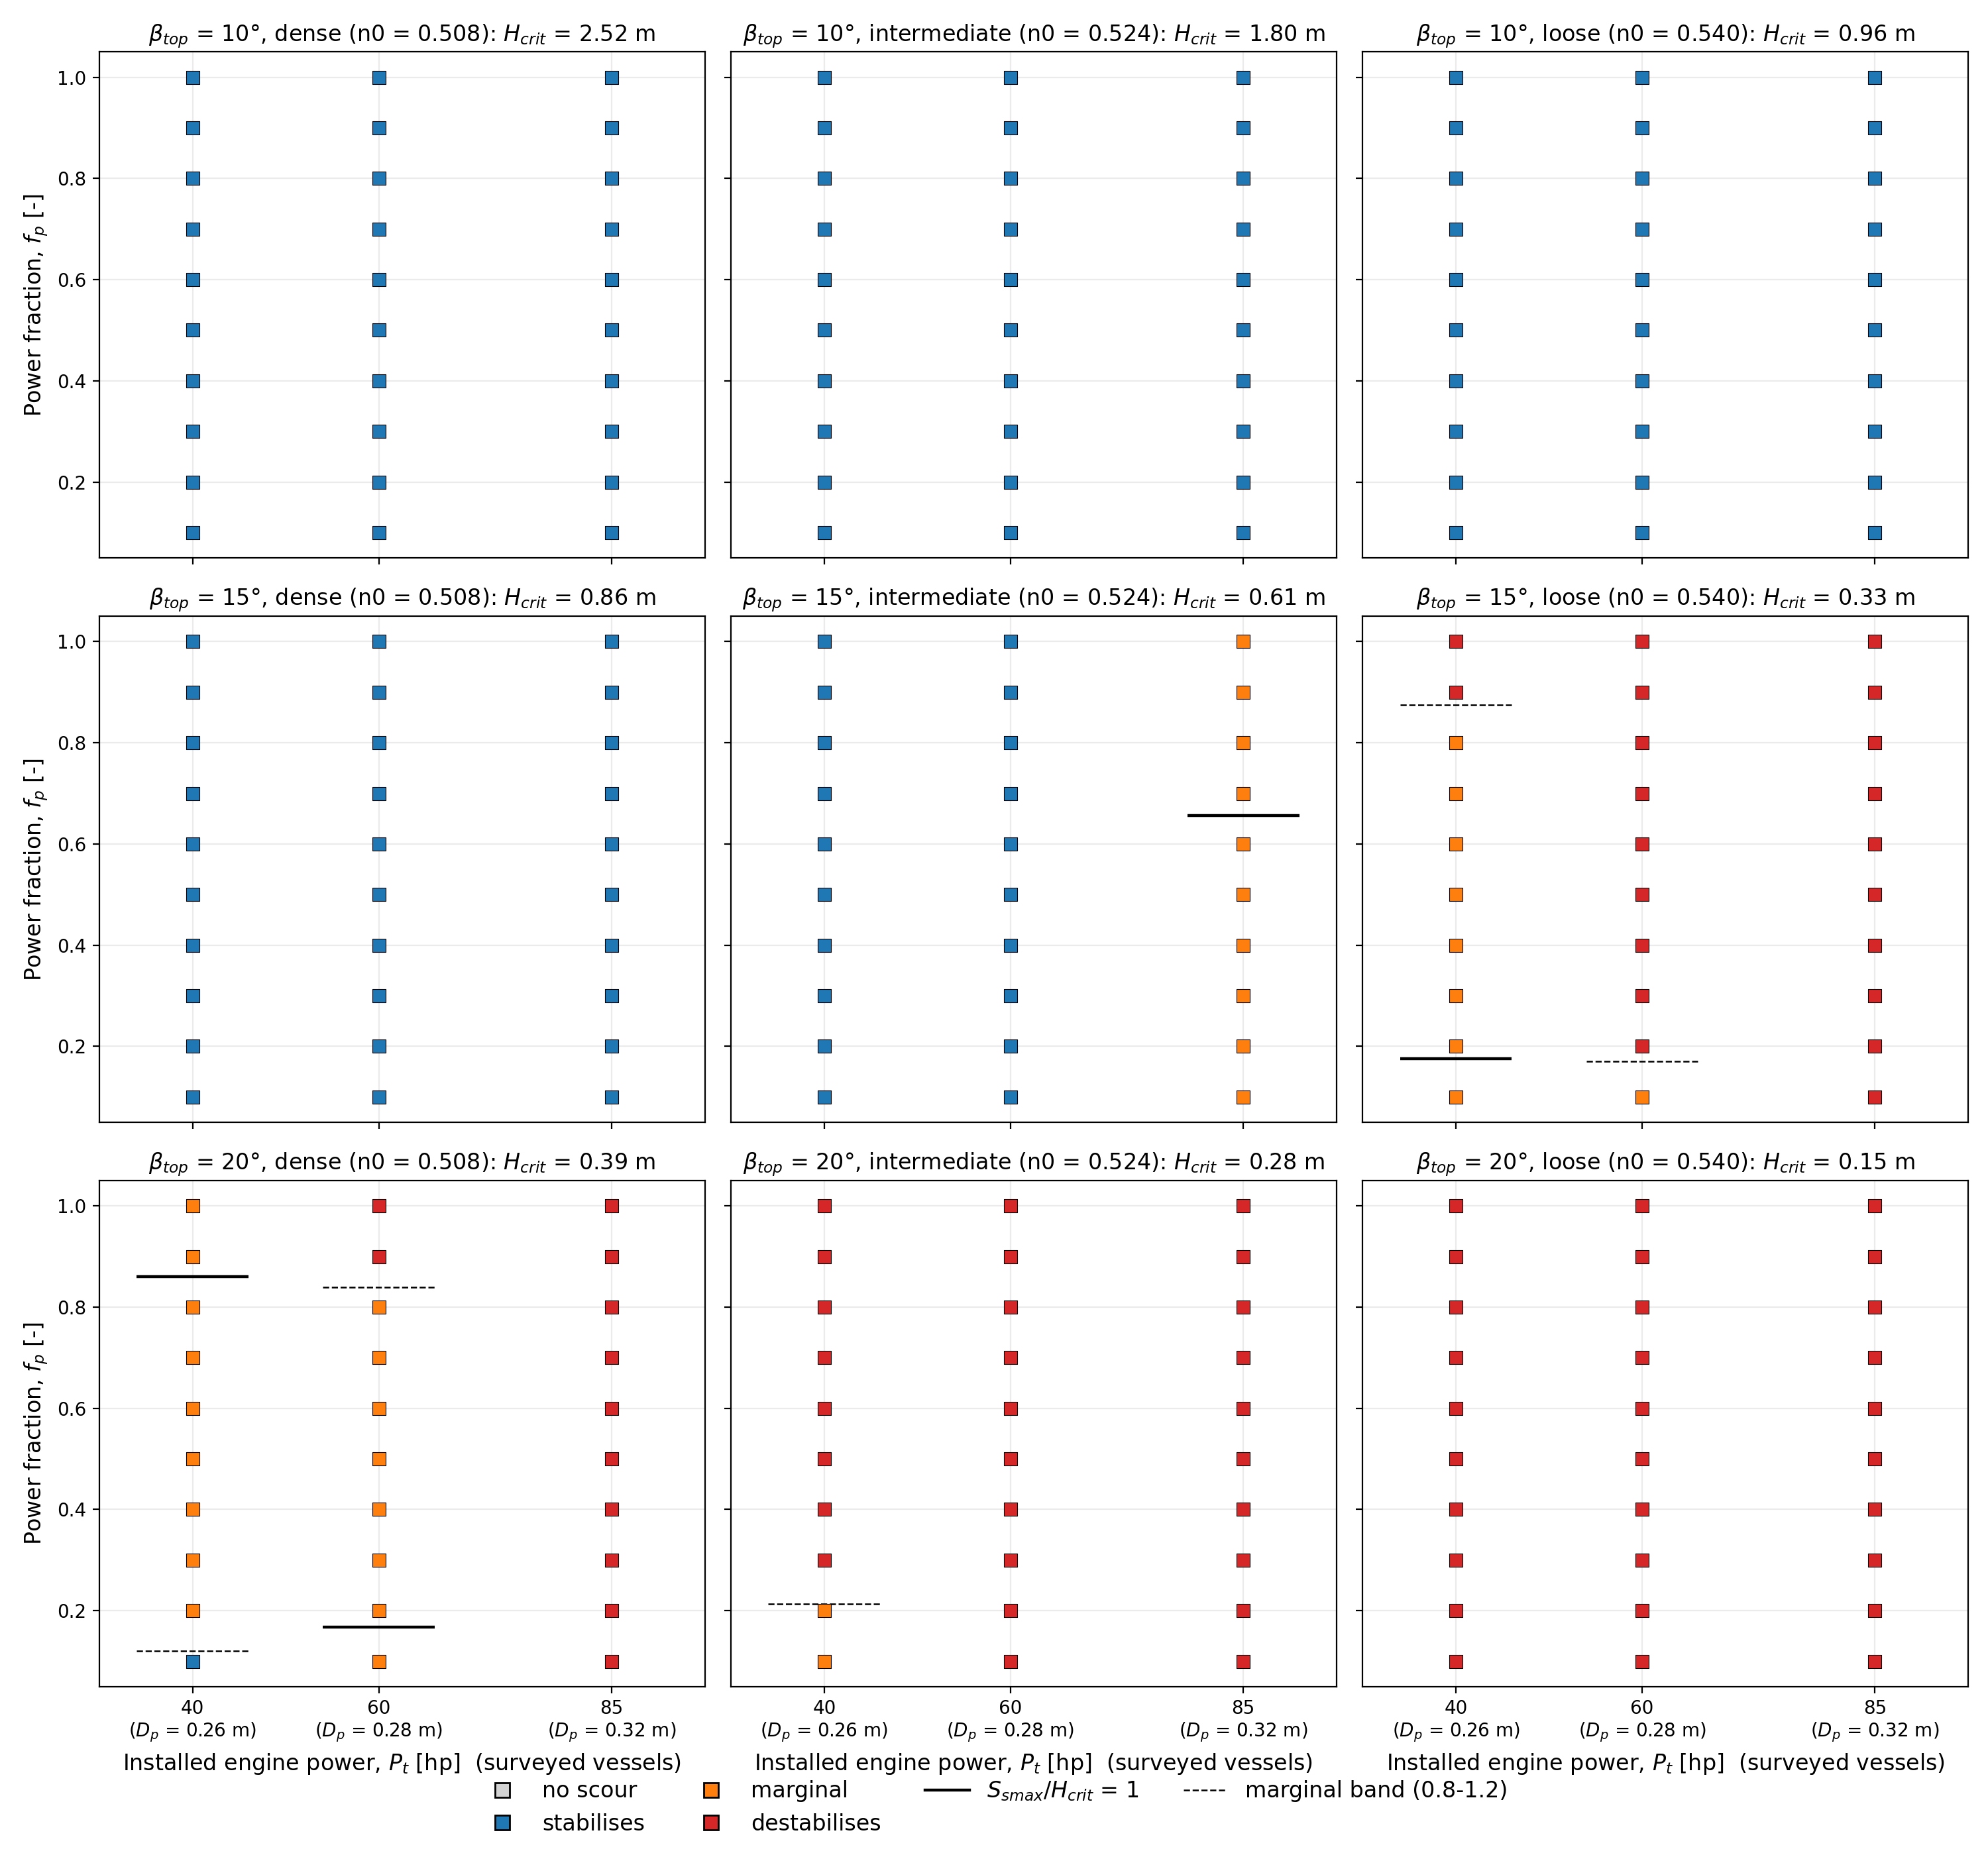 β_top = 10°, dense (n0 = 0.508): H_crit = 2.52 m
β_top = 10°, intermediate (n0 = 0.524): H_crit = 1.80 m
β_top = 10°, loose (n0 = 0.540): H_crit = 0.96 m
Power fraction, f_p [-]
1.0
0.8
0.6
0.4
0.2
β_top = 15°, dense (n0 = 0.508): H_crit = 0.86 m
β_top = 15°, intermediate (n0 = 0.524): H_crit = 0.61 m
β_top = 15°, loose (n0 = 0.540): H_crit = 0.33 m
Power fraction, f_p [-]
1.0
0.8
0.6
0.4
0.2
β_top = 20°, dense (n0 = 0.508): H_crit = 0.39 m
β_top = 20°, intermediate (n0 = 0.524): H_crit = 0.28 m
β_top = 20°, loose (n0 = 0.540): H_crit = 0.15 m
Power fraction, f_p [-]
1.0
0.8
0.6
0.4
0.2
40 60 85
(D_p = 0.26 m) (D_p = 0.28 m) (D_p = 0.32 m)
Installed engine power, P_t [hp] (surveyed vessels)
40 60 85
(D_p = 0.26 m) (D_p = 0.28 m) (D_p = 0.32 m)
Installed engine power, P_t [hp] (surveyed vessels)
40 60 85
(D_p = 0.26 m) (D_p = 0.28 m) (D_p = 0.32 m)
Installed engine power, P_t [hp] (surveyed vessels)
no scour
stabilises
marginal
destabilises
S_smax/H_crit = 1
marginal band (0.8-1.2)